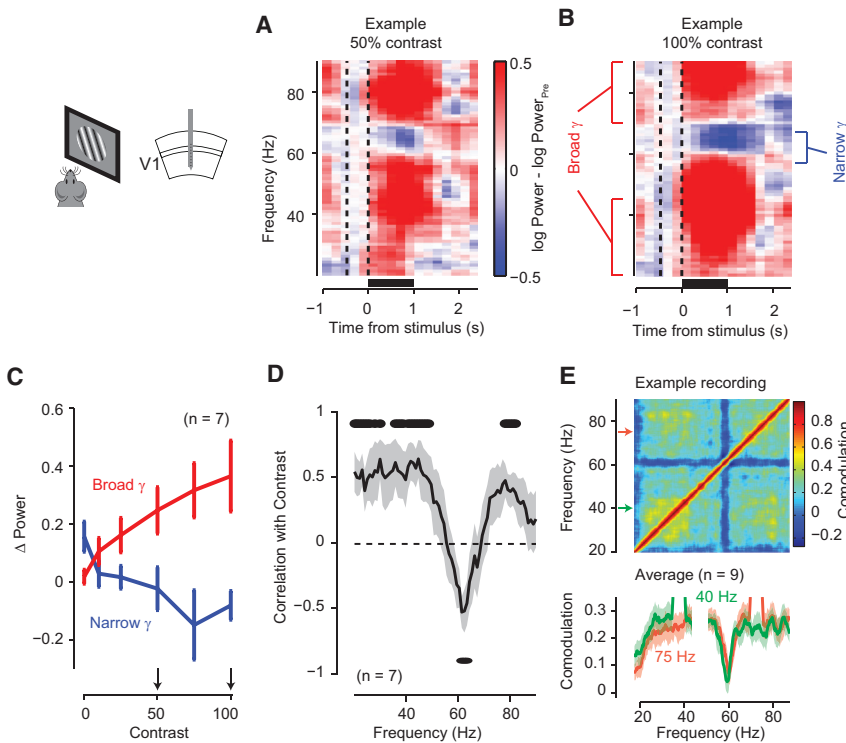 A
Example
50% contrast
0.5
0
−0.5
log Power - log Power Pre
Frequency (Hz)
80
60
40
−1 0 1 2
Time from stimulus (s)
V1
B
Example
100% contrast
Broad γ
Narrow γ
80
60
40
−1 0 1 2
Time from stimulus (s)
C
(n = 7)
Broad γ
Narrow γ
Δ Power
0.6
0.4
0.2
0
−0.2
0 50 100
Contrast
D
Correlation with Contrast
1
0.5
0
−0.5
−1
(n = 7)
40 60 80
Frequency (Hz)
E
Example recording
Frequency (Hz)
80
60
40
20
0.8
0.6
0.4
0.2
0
−0.2
Comodulation
Average (n = 9)
40 Hz
75 Hz
Comodulation
0.3
0.2
0.1
0
20 40 60 80
Frequency (Hz)